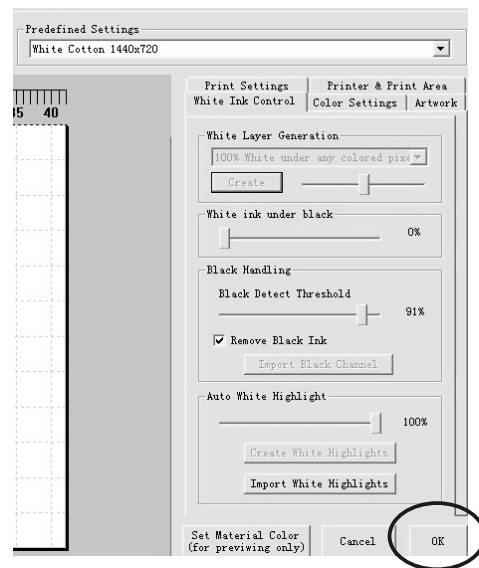 Predefined Settings
White Cotton 1440x720
40
Print Settings Printer & Print Area
White Ink Control Color Settings Artwork
White Layer Generation
100% White under any colored pixe
Create
White ink under black
0%
Black Handling
Black Detect Threshold
91%
Remove Black Ink
Import Black Channel
Auto White Highlight
100%
Create White Highlights
Import White Highlights
Set Material Color
(for previwing only)
Cancel
OK